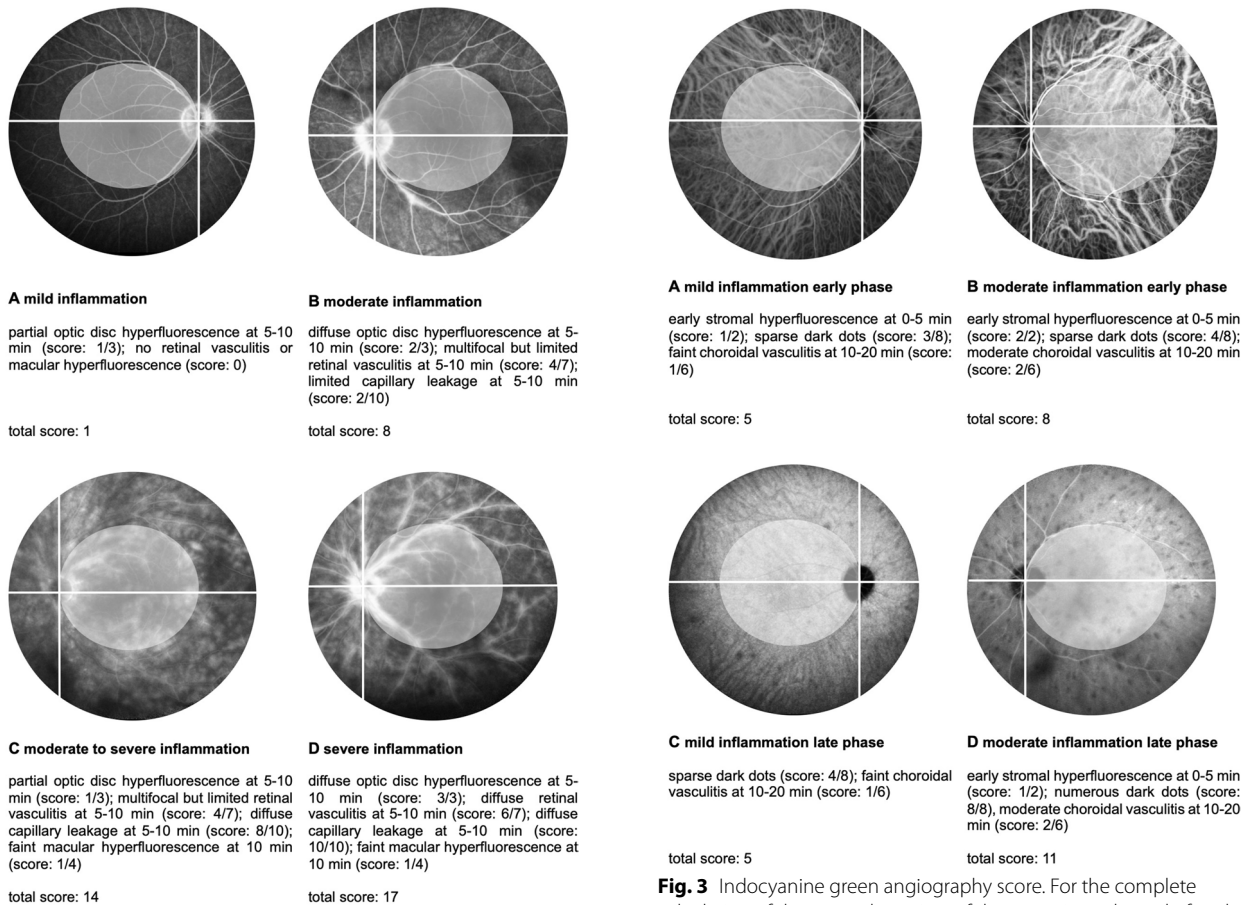 A mild inflammation
partial optic disc hyperfluorescence at 5-10
min (score: 1/3); no retinal vasculitis or
macular hyperfluorescence (score: 0)
total score: 1
B moderate inflammation
diffuse optic disc hyperfluorescence at 5-
10 min (score: 2/3); multifocal but limited
retinal vasculitis at 5-10 min (score: 4/7);
limited capillary leakage at 5-10 min
(score: 2/10)
total score: 8
C moderate to severe inflammation
partial optic disc hyperfluorescence at 5-10
min (score: 1/3); multifocal but limited retinal
vasculitis at 5-10 min (score: 4/7); diffuse
capillary leakage at 5-10 min (score: 8/10);
faint macular hyperfluorescence at 10 min
(score: 1/4)
total score: 14
D severe inflammation
diffuse optic disc hyperfluorescence at 5-
10 min (score: 3/3); diffuse retinal
vasculitis at 5-10 min (score: 6/7); diffuse
capillary leakage at 5-10 min (score:
10/10); faint macular hyperfluorescence at
10 min (score: 1/4)
total score: 17
A mild inflammation early phase
early stromal hyperfluorescence at 0-5 min
(score: 1/2); sparse dark dots (score: 3/8);
faint choroidal vasculitis at 10-20 min (score:
1/6)
total score: 5
B moderate inflammation early phase
early stromal hyperfluorescence at 0-5 min
(score: 2/2); sparse dark dots (score: 4/8);
moderate choroidal vasculitis at 10-20 min
(score: 2/6)
total score: 8
C mild inflammation late phase
sparse dark dots (score: 4/8); faint choroidal
vasculitis at 10-20 min (score: 1/6)
total score: 5
D moderate inflammation late phase
early stromal hyperfluorescence at 0-5 min
(score: 1/2); numerous dark dots (score:
8/8), moderate choroidal vasculitis at 10-20
min (score: 2/6)
total score: 11
Fig. 3 Indocyanine green angiography score. For the complete